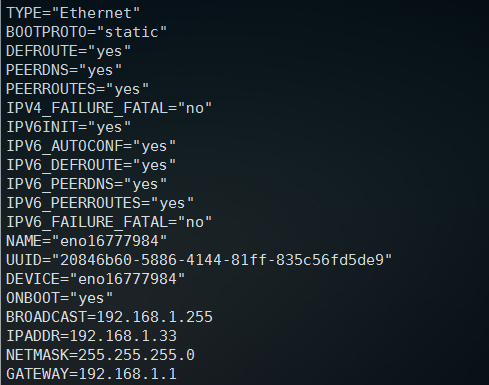 TYPE="Ethernet"
BOOTPROTO="static"
DEFROUTE="yes"
PEERDNS="yes"
PEERROUTES="yes"
IPV4_FAILURE_FATAL="no"
IPV6INIT="yes"
IPV6_AUTOCONF="yes"
IPV6_DEFROUTE="yes"
IPV6_PEERDNS="yes"
IPV6_PEERROUTES="yes"
IPV6_FAILURE_FATAL="no"
NAME="eno16777984"
UUID="20846b60-5886-4144-81ff-835c56fd5de9"
DEVICE="eno16777984"
ONBOOT="yes"
BROADCAST=192.168.1.255
IPADDR=192.168.1.33
NETMASK=255.255.255.0
GATEWAY=192.168.1.1